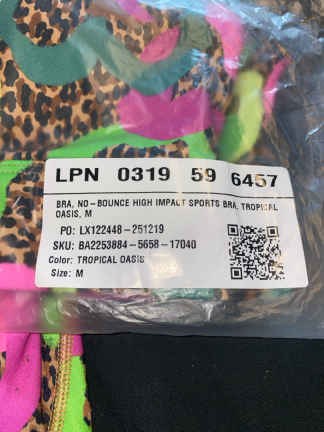 LPN 0319 59 6457
BRA, NO-BOUNCE HIGH IMPACT SPORTS BRA, TROPICAL
OASIS, M
PO: LX122448-251219
SKU: BA2253884-5658-17040
Color: TROPICAL OASIS
Size: M